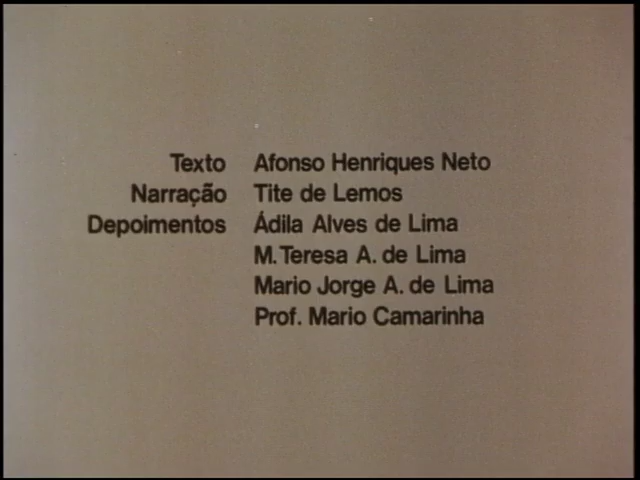 Texto Afonso Henriques Neto
Narração Tite de Lemos
Depoimentos Ádila Alves de Lima
M. Teresa A. de Lima
Mario Jorge A. de Lima
Prof. Mario Camarinha